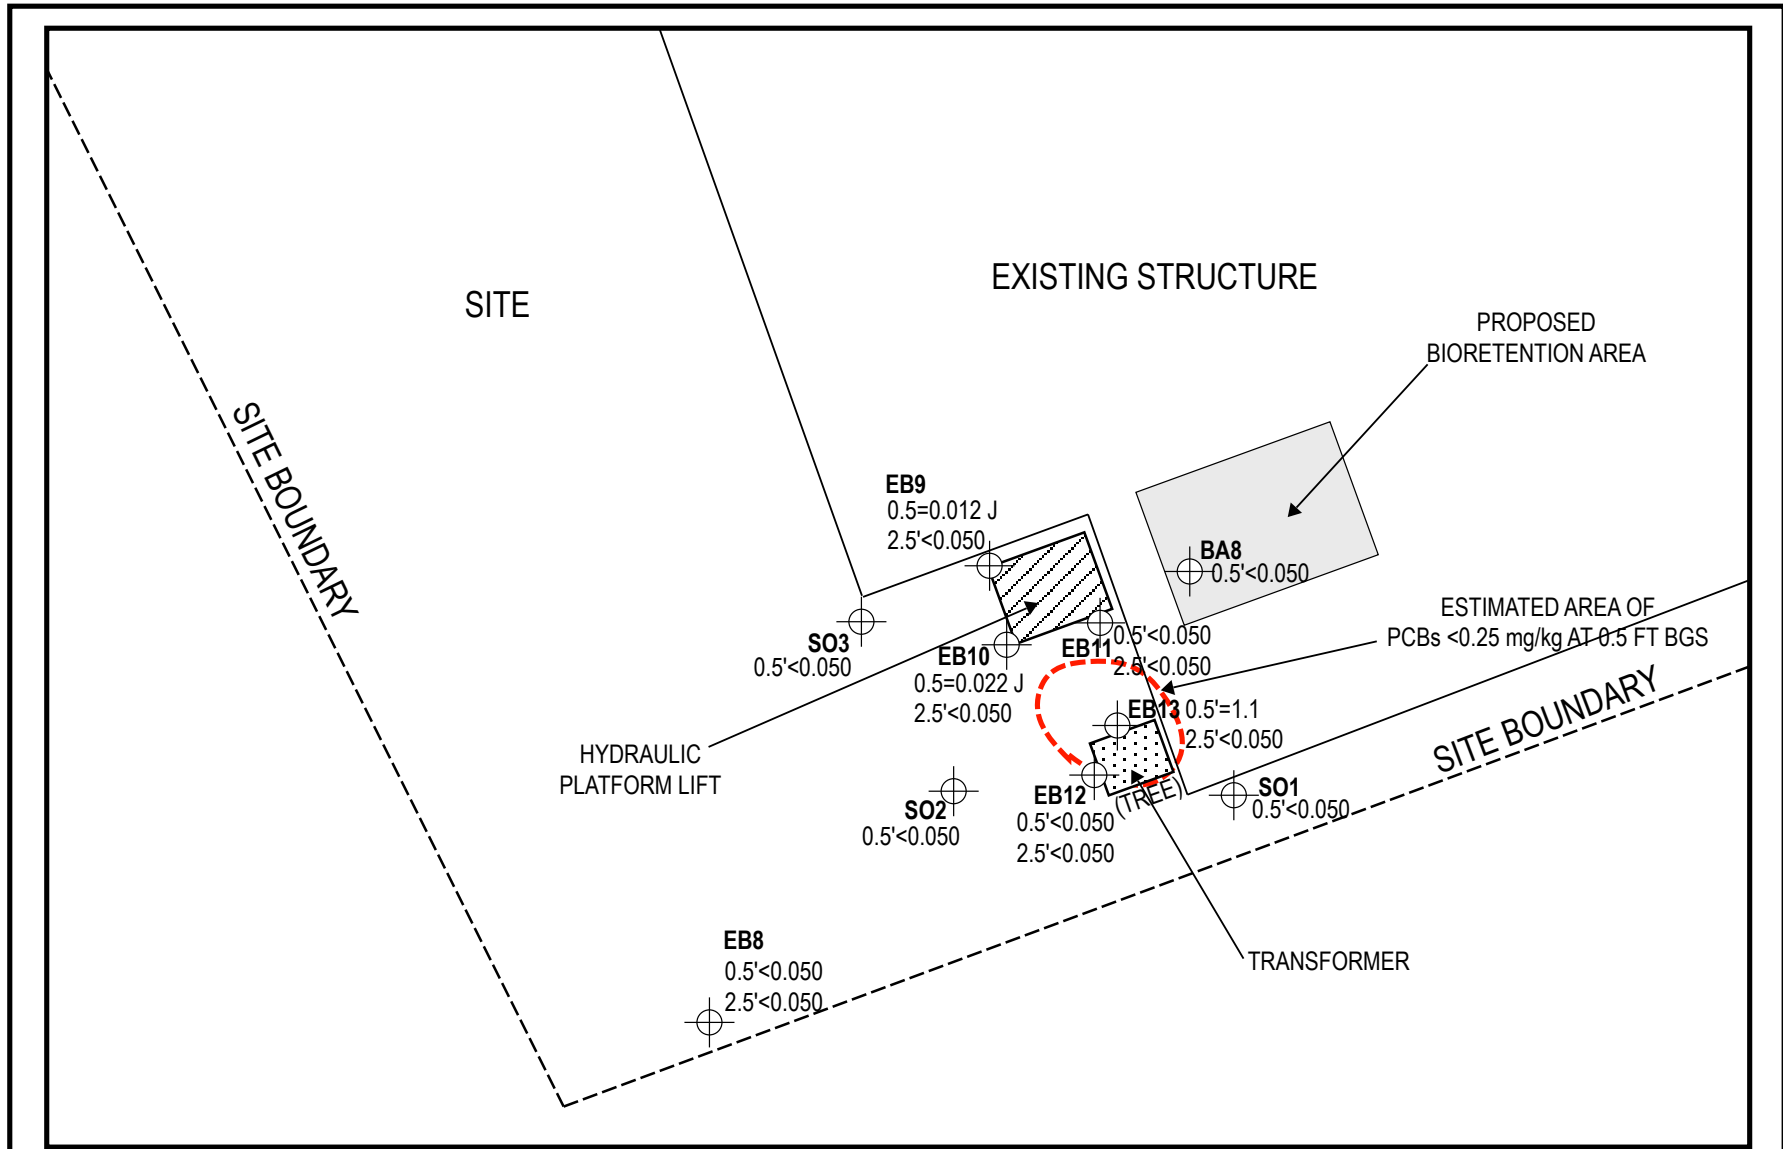 SITE
EXISTING STRUCTURE
PROPOSED
BIORETENTION AREA
SITE BOUNDARY
EB9
0.5=0.012 J
2.5'<0.050
BA8
0.5'<0.050
ESTIMATED AREA OF
PCBs <0.25 mg/kg AT 0.5 FT BGS
SO3
0.5'<0.050
EB10
0.5=0.022 J
2.5'<0.050
EB11
0.5'<0.050
2.5'<0.050
EB13
0.5'=1.1
2.5'<0.050
SITE BOUNDARY
HYDRAULIC
PLATFORM LIFT
SO2
0.5'<0.050
EB12
0.5'<0.050
2.5'<0.050
(TREE)
SO1
0.5'<0.050
EB8
0.5'<0.050
2.5'<0.050
TRANSFORMER